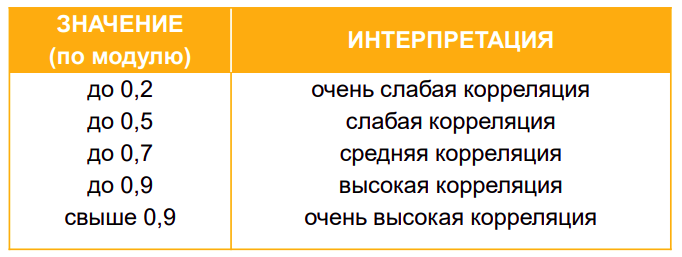 ЗНАЧЕНИЕ
(по модулю)
ИНТЕРПРЕТАЦИЯ
до 0,2 очень слабая корреляция
до 0,5 слабая корреляция
до 0,7 средняя корреляция
до 0,9 высокая корреляция
свыше 0,9 очень высокая корреляция